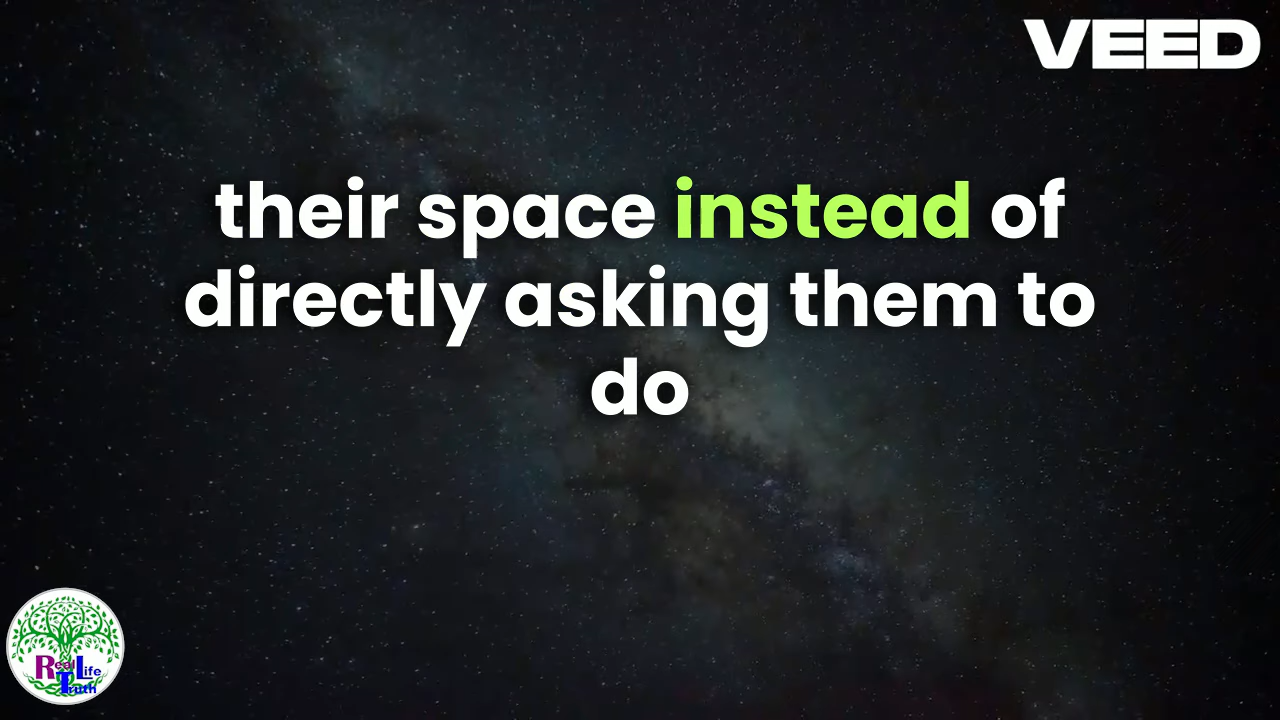 VEED
their space instead of
directly asking them to
do
Real Life
Truth